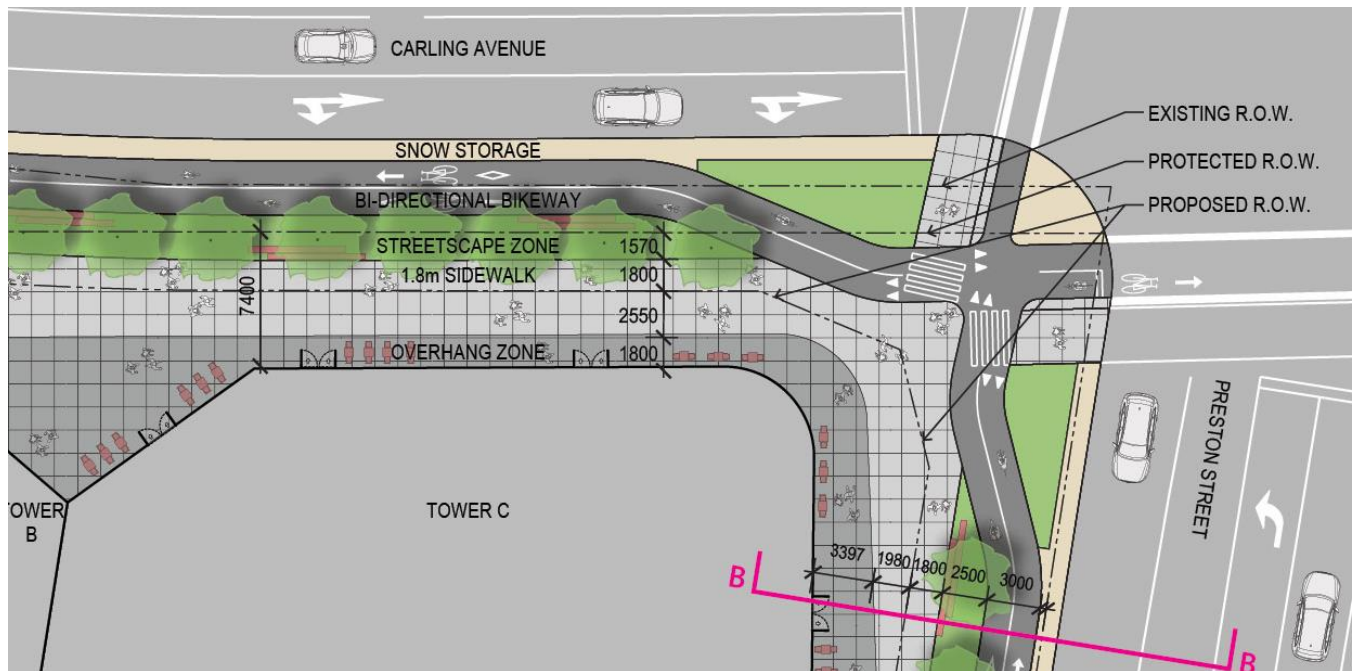 CARLING AVENUE
EXISTING R.O.W.
SNOW STORAGE
PROTECTED R.O.W.
BI-DIRECTIONAL BIKEWAY
PROPOSED R.O.W.
STREETSCAPE ZONE
1570
1.8m SIDEWALK
1800
7400
2550
OVERHANG ZONE
1800
PRESTON STREET
TOWER
B
TOWER C
3397
1980
1800
2500
3000
B
B